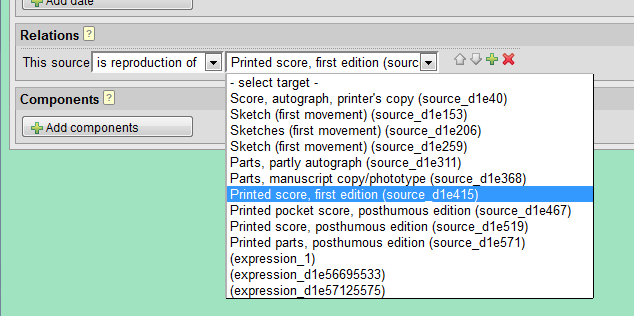 Add date
Relations ?
This source is reproduction of Printed score, first edition (sourc
- select target -
Score, autograph, printer's copy (source_d1e40)
Sketch (first movement) (source_d1e153)
Sketches (first movement) (source_d1e206)
Sketch (first movement) (source_d1e259)
Parts, partly autograph (source_d1e311)
Parts, manuscript copy/phototype (source_d1e368)
Printed score, first edition (source_d1e415)
Printed pocket score, posthumous edition (source_d1e467)
Printed score, posthumous edition (source_d1e519)
Printed parts, posthumous edition (source_d1e571)
(expression_1)
(expression_d1e56695533)
(expression_d1e57125575)
Components ?
Add components